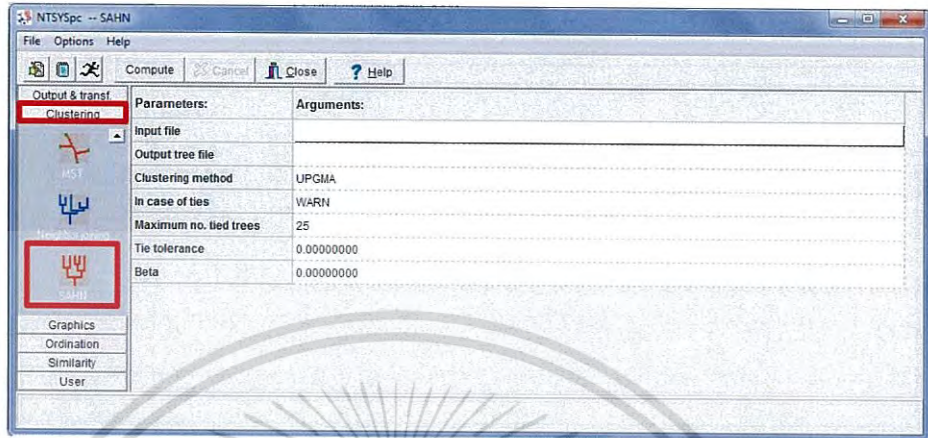 NTSYSpc -- SAHN
File Options Help
Compute Cancel Close ? Help
Output & transf.
Clustering
MST
Neighbor-joining
SAHN
Graphics
Ordination
Similarity
User
Parameters: Arguments:
Input file
Output tree file
Clustering method UPGMA
In case of ties WARN
Maximum no. tied trees 25
Tie tolerance 0.00000000
Beta 0.00000000